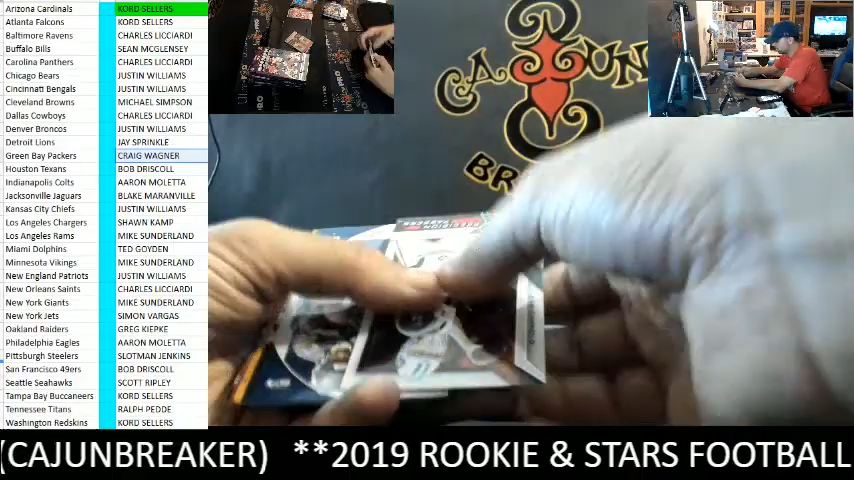 Arizona Cardinals KORD SELLERS
Atlanta Falcons KORD SELLERS
Baltimore Ravens CHARLES LICCIARDI
Buffalo Bills SEAN MCGLENSEY
Carolina Panthers CHARLES LICCIARDI
Chicago Bears JUSTIN WILLIAMS
Cincinnati Bengals JUSTIN WILLIAMS
Cleveland Browns MICHAEL SIMPSON
Dallas Cowboys CHARLES LICCIARDI
Denver Broncos JUSTIN WILLIAMS
Detroit Lions JAY SPRINKLE
Green Bay Packers CRAIG WAGNER
Houston Texans BOB DRISCOLL
Indianapolis Colts AARON MOLETTA
Jacksonville Jaguars BLAKE MARANVILLE
Kansas City Chiefs JUSTIN WILLIAMS
Los Angeles Chargers SHAWN KAMP
Los Angeles Rams MIKE SUNDERLAND
Miami Dolphins TED GOYDEN
Minnesota Vikings MIKE SUNDERLAND
New England Patriots JUSTIN WILLIAMS
New Orleans Saints CHARLES LICCIARDI
New York Giants MIKE SUNDERLAND
New York Jets SIMON VARGAS
Oakland Raiders GREG KIEPKE
Philadelphia Eagles AARON MOLETTA
Pittsburgh Steelers SLOTMAN JENKINS
San Francisco 49ers BOB DRISCOLL
Seattle Seahawks SCOTT RIPLEY
Tampa Bay Buccaneers KORD SELLERS
Tennessee Titans RALPH PEDDE
Washington Redskins KORD SELLERS
CAJUN
BR
(CAJUNBREAKER) **2019 ROOKIE & STARS FOOTBALL